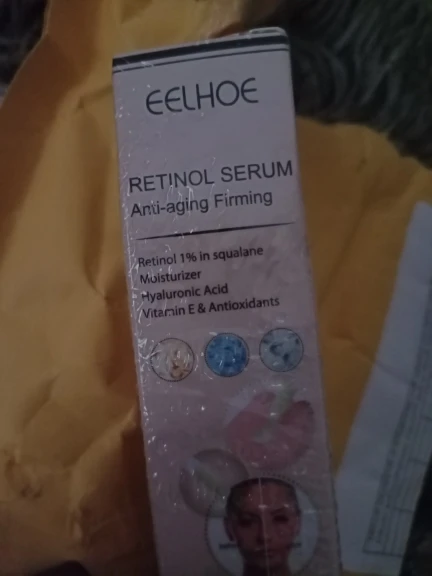 EELHOE
RETINOL SERUM
Anti-aging Firming
Retinol 1% in squalane
Moisturizer
Hyaluronic Acid
Vitamin E & Antioxidants